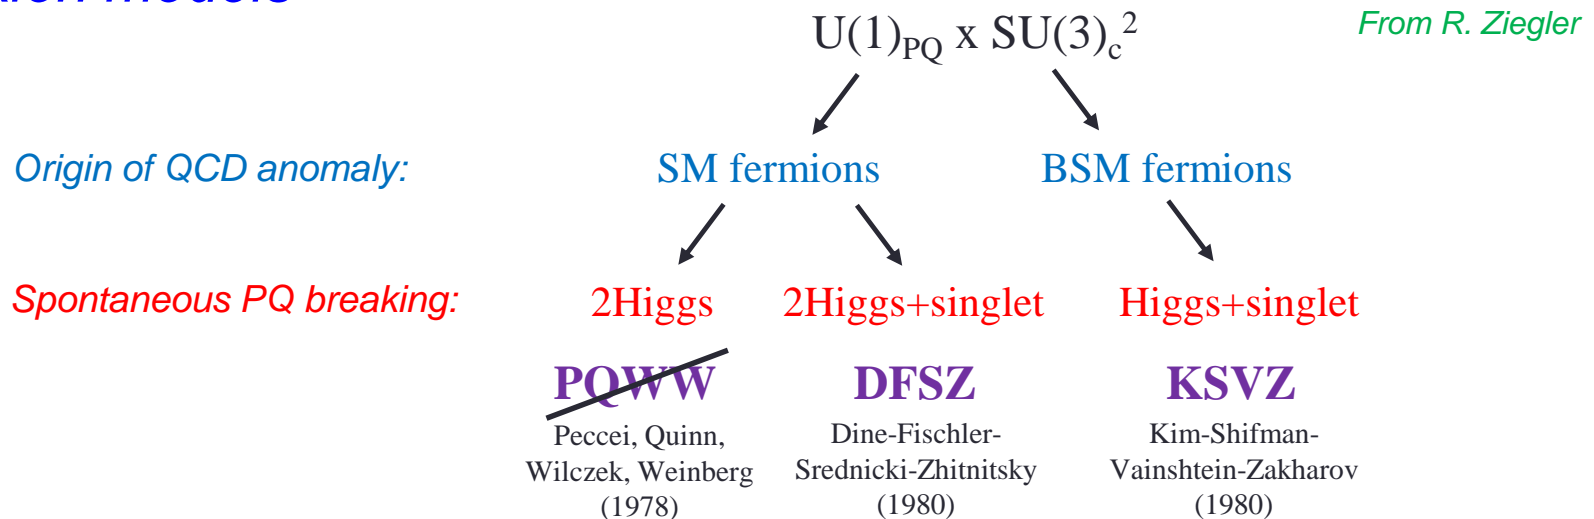 models
U(1)PQ x SU(3)c²
From R. Ziegler
Origin of QCD anomaly: SM fermions BSM fermions
Spontaneous PQ breaking: 2Higgs 2Higgs+singlet Higgs+singlet
PQWW DFSZ KSVZ
Peccei, Quinn, Dine-Fischler- Kim-Shifman-
Wilczek, Weinberg Srednicki-Zhitnitsky Vainshtein-Zakharov
(1978) (1980) (1980)